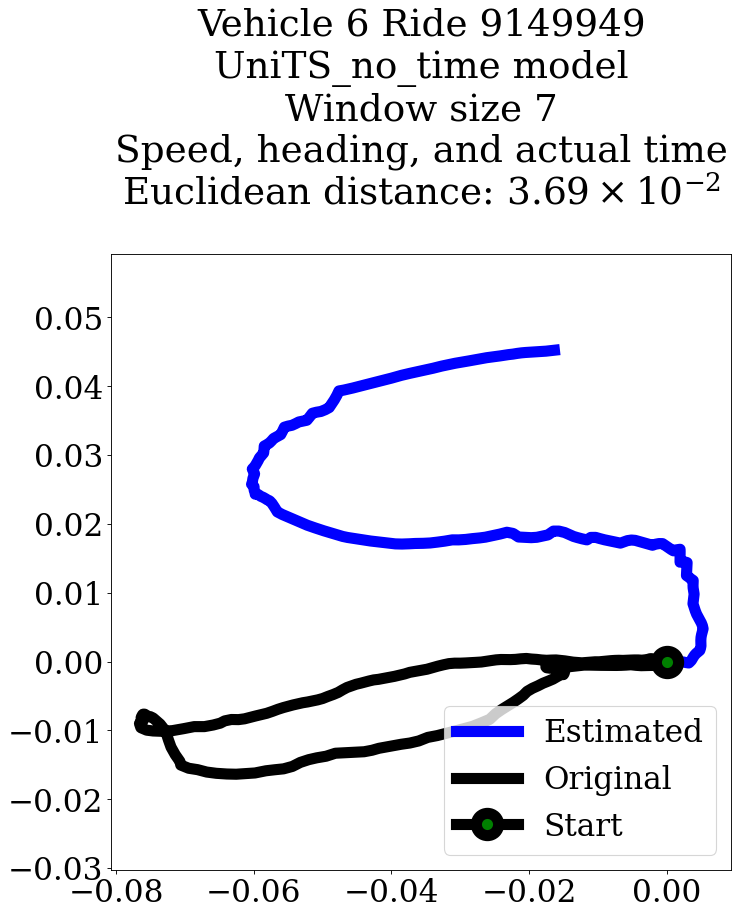 Vehicle 6 Ride 9149949
UniTS_no_time model
Window size 7
Speed, heading, and actual time
Euclidean distance: 3.69 × 10⁻²
0.05
0.04
0.03
0.02
0.01
0.00
−0.01
−0.02
−0.03
Estimated
Original
Start
−0.08 −0.06 −0.04 −0.02 0.00